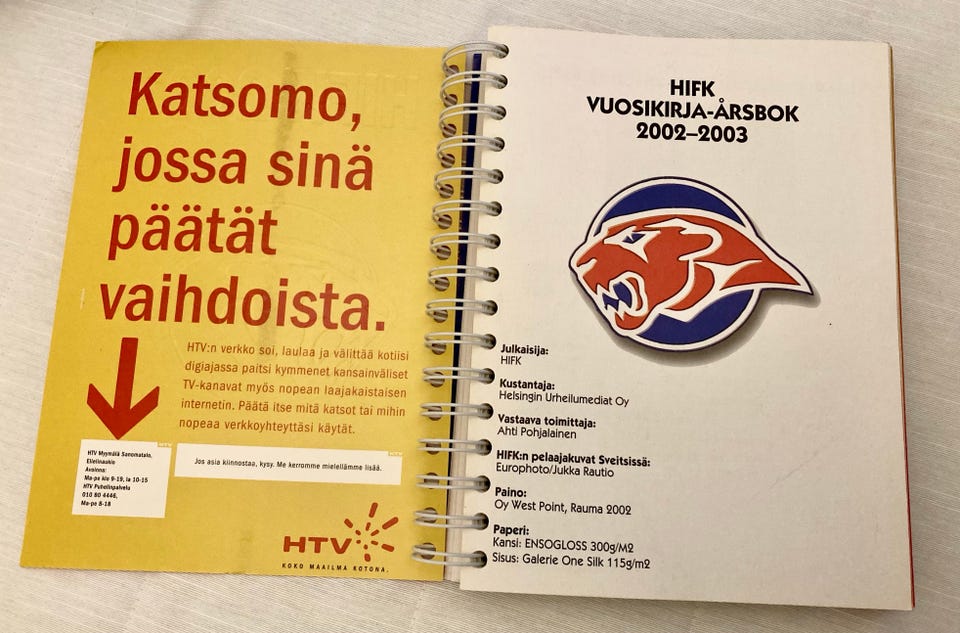 Katsomo,
jossa sinä
päätät
vaihdoista.
HTV:n verkko soi, laulaa ja välittää kotiisi
digiajassa paitsi kymmenet kansainväliset
TV-kanavat myös nopean laajakaistaisen
internetin. Päätä itse mitä katsot tai mihin
nopeaa verkkoyhteyttäsi käytät.
HTV
HTV Myymälä Sanomatalo,
Elielinaukio
Avoinna:
Ma-pe klo 9-19, la 10-15
HTV Puhelinpalvelu
010 80 4446,
Ma-pe 8-18
HTV
Jos asia kiinnostaa, kysy. Me kerromme mielellämme lisää.
HTV
KOKO MAAILMA KOTONA.
HIFK
VUOSIKIRJA-ÅRSBOK
2002–2003
Julkaisija:
HIFK
Kustantaja:
Helsingin Urheilumediat Oy
Vastaava toimittaja:
Ahti Pohjalainen
HIFK:n pelaajakuvat Sveitsissä:
Europhoto/Jukka Rautio
Paino:
Oy West Point, Rauma 2002
Paperi:
Kansi: ENSOGLOSS 300g/M2
Sisus: Galerie One Silk 115g/m2